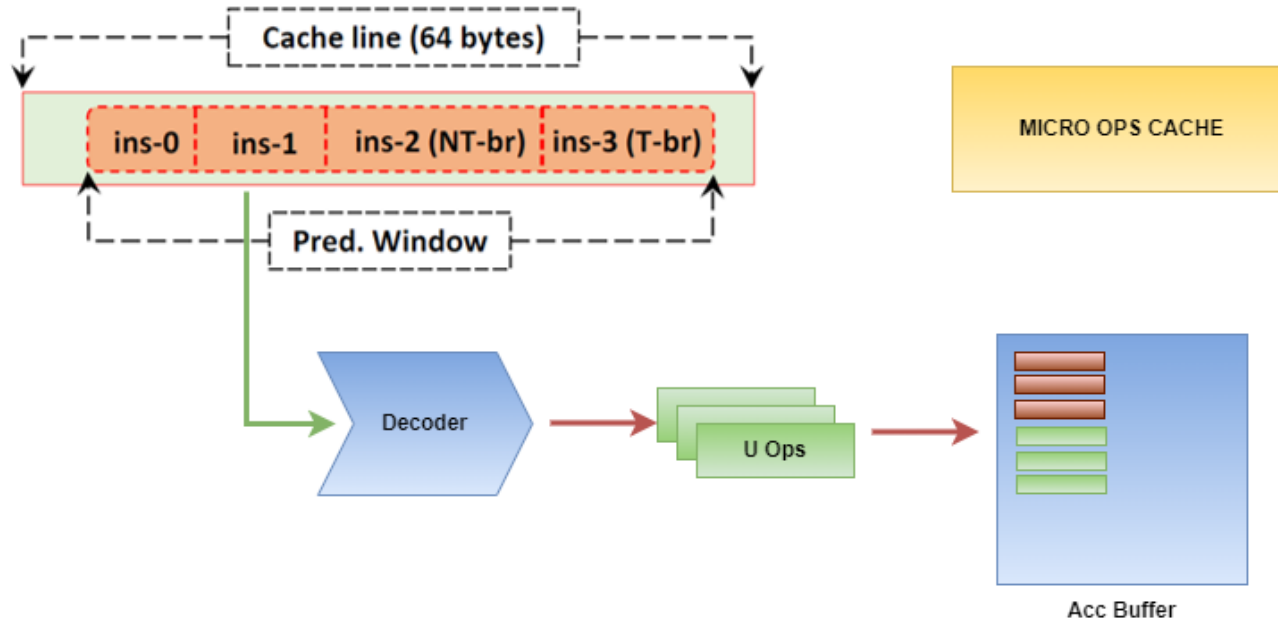 Cache line (64 bytes)
ins-0
ins-1
ins-2 (NT-br)
ins-3 (T-br)
MICRO OPS CACHE
Pred. Window
Decoder
U Ops
Acc Buffer